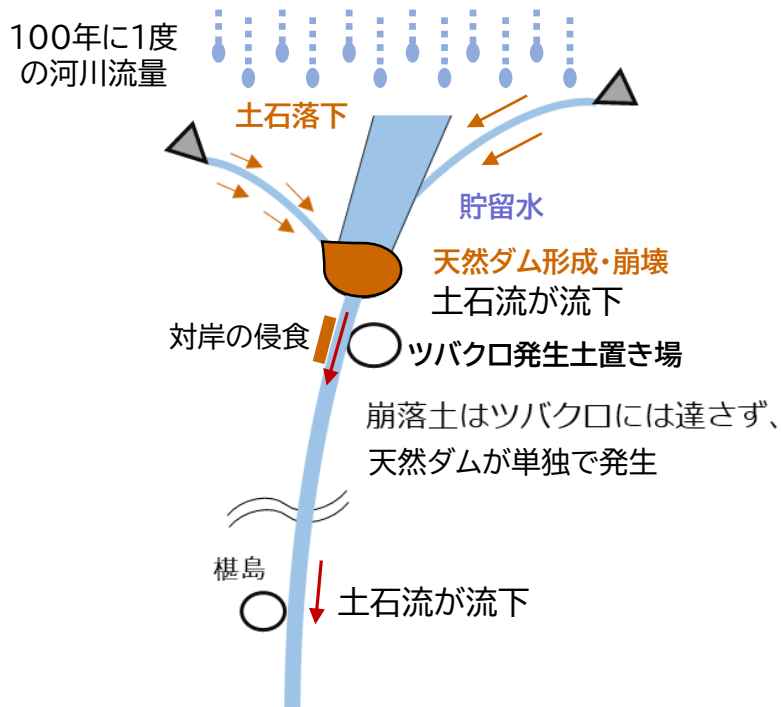 100年に1度
の河川流量
土石落下
貯留水
天然ダム形成・崩壊
土石流が流下
対岸の侵食
ツバクロ発生土置き場
崩落土はツバクロには達さず、
天然ダムが単独で発生
椹島
土石流が流下